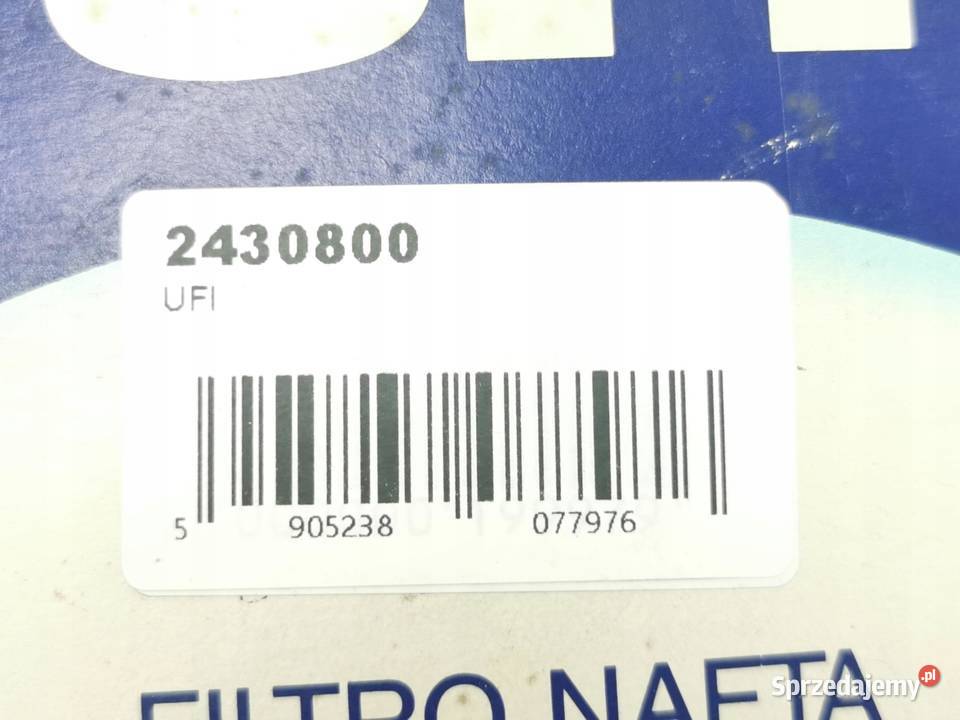 2430800
UFI
5 905238 077976
FILTRO NAFTA
Sprzedajemy.pl